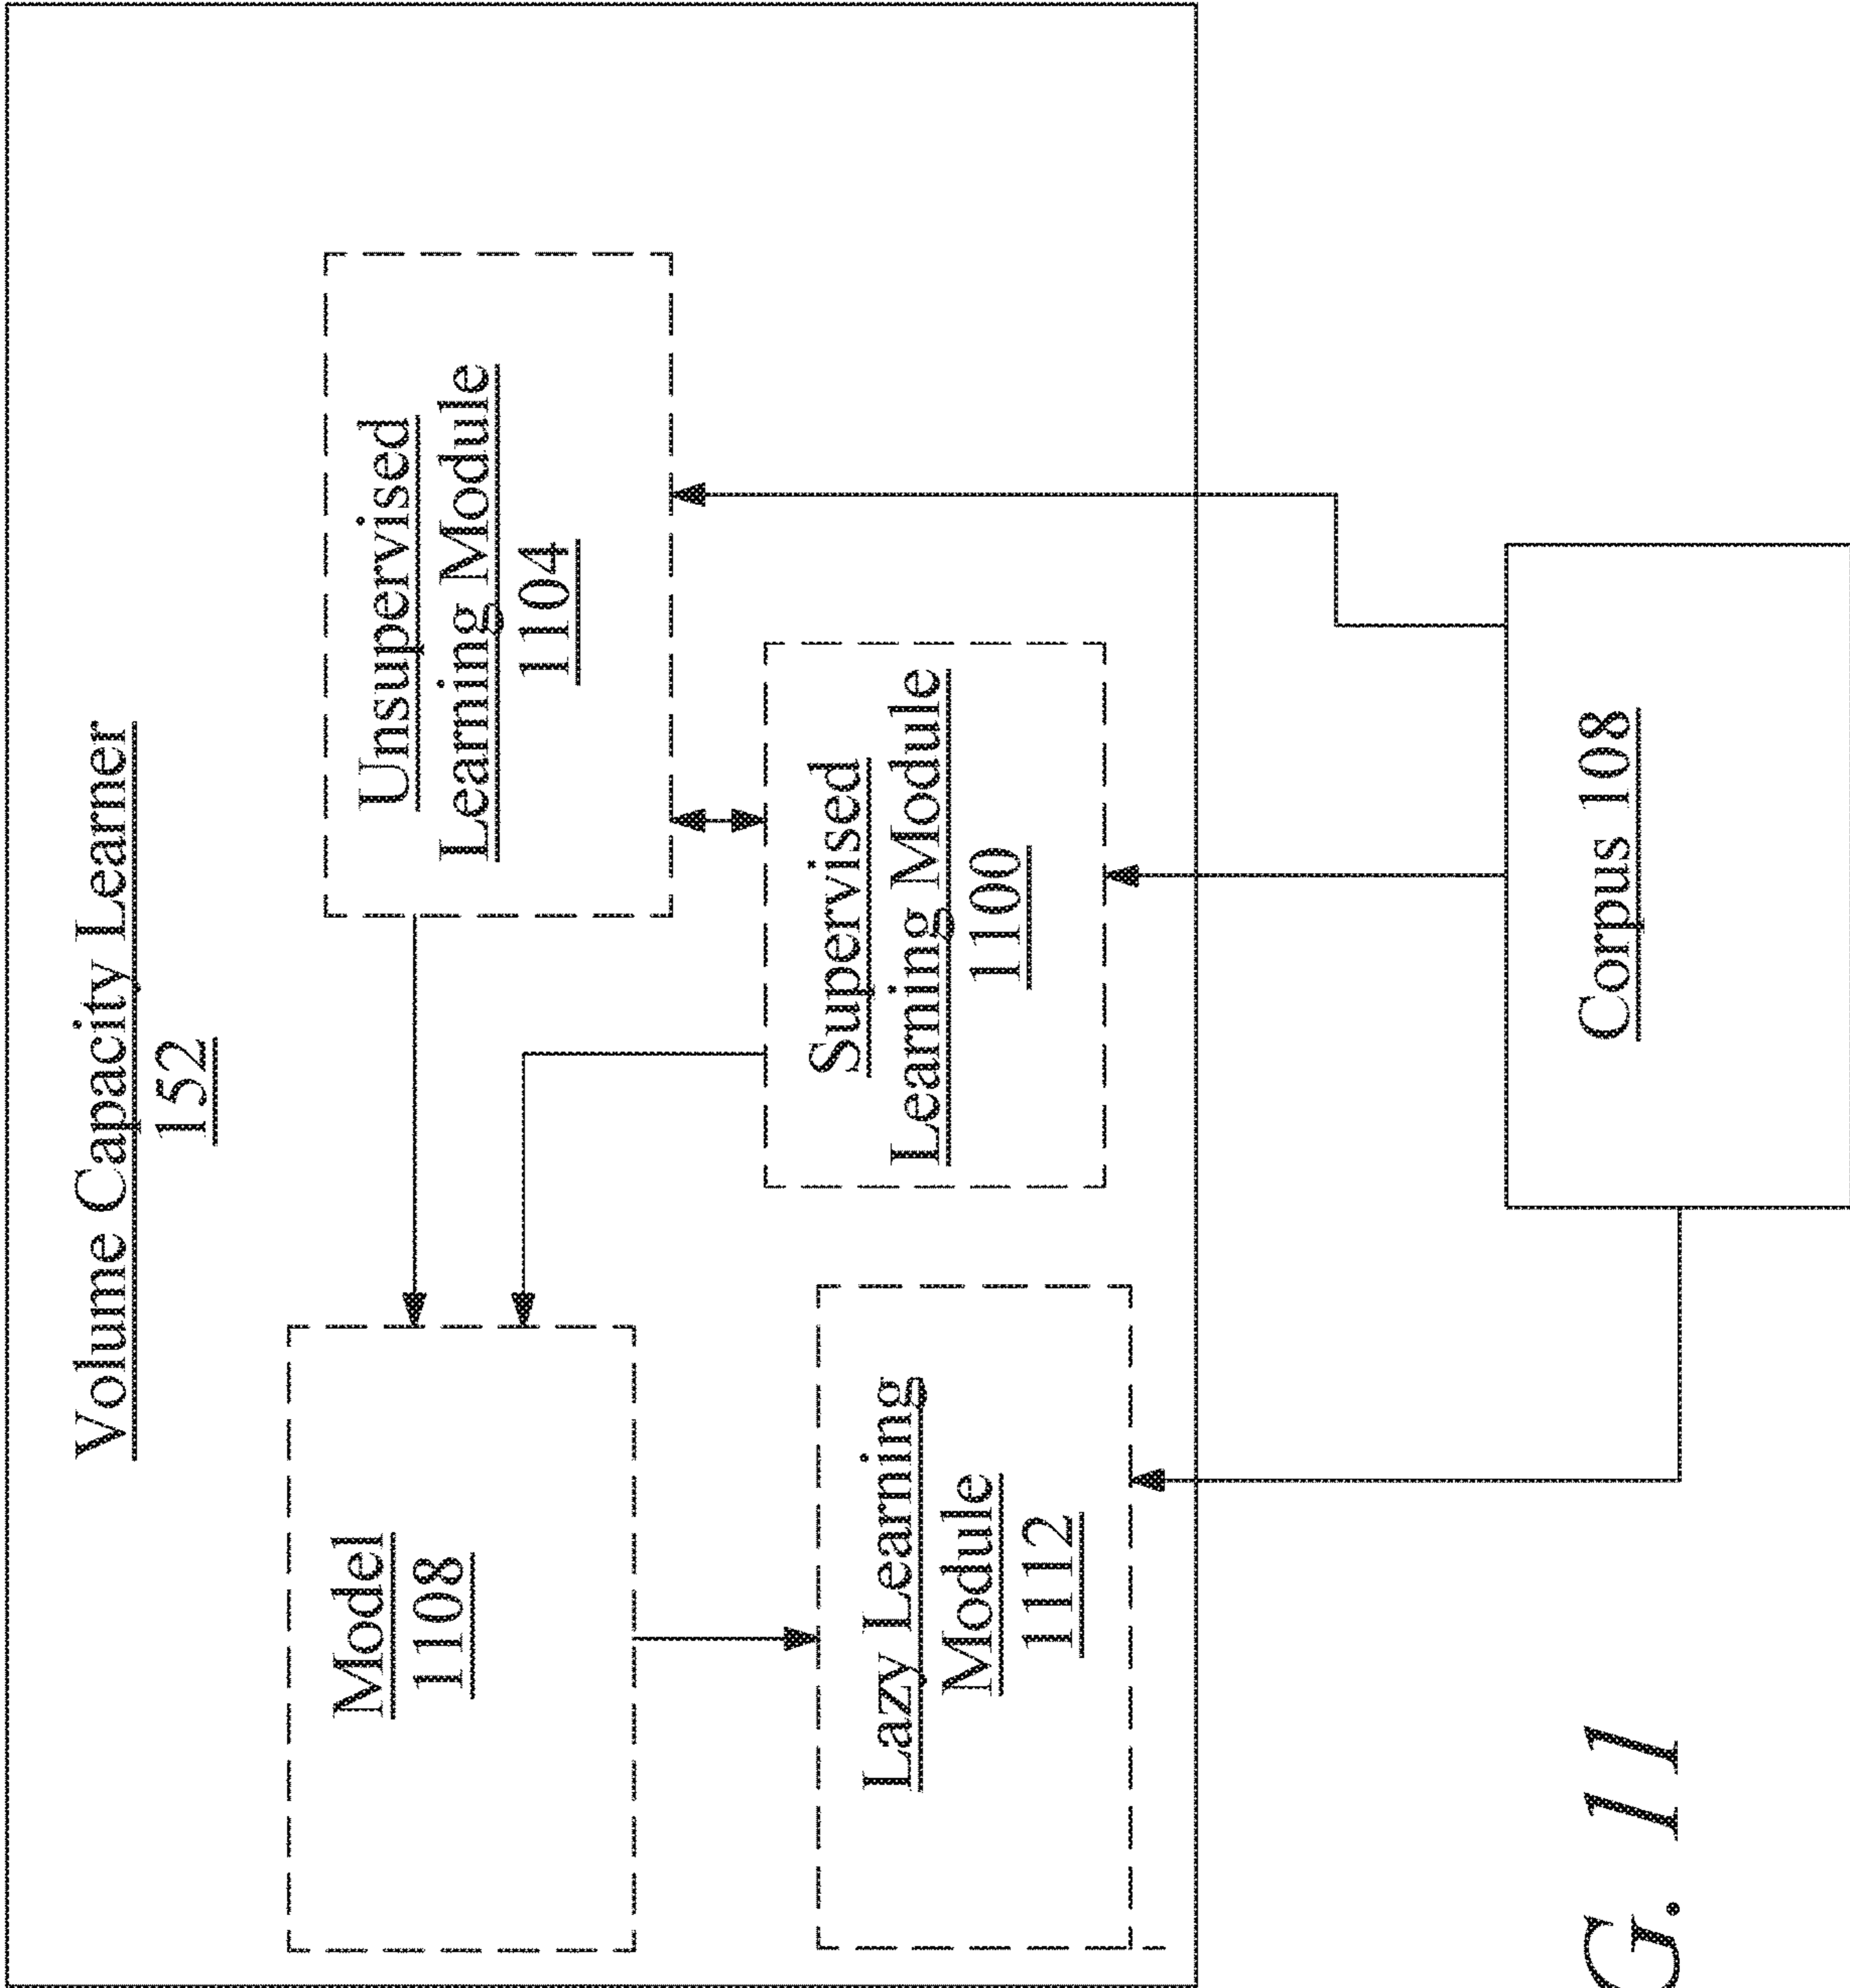 Volume Capacity Learner
152
Model
1108
Unsupervised
Learning Module
1104
Lazy Learning
Module
1112
Supervised
Learning Module
1100
Corpus 108
G. 11